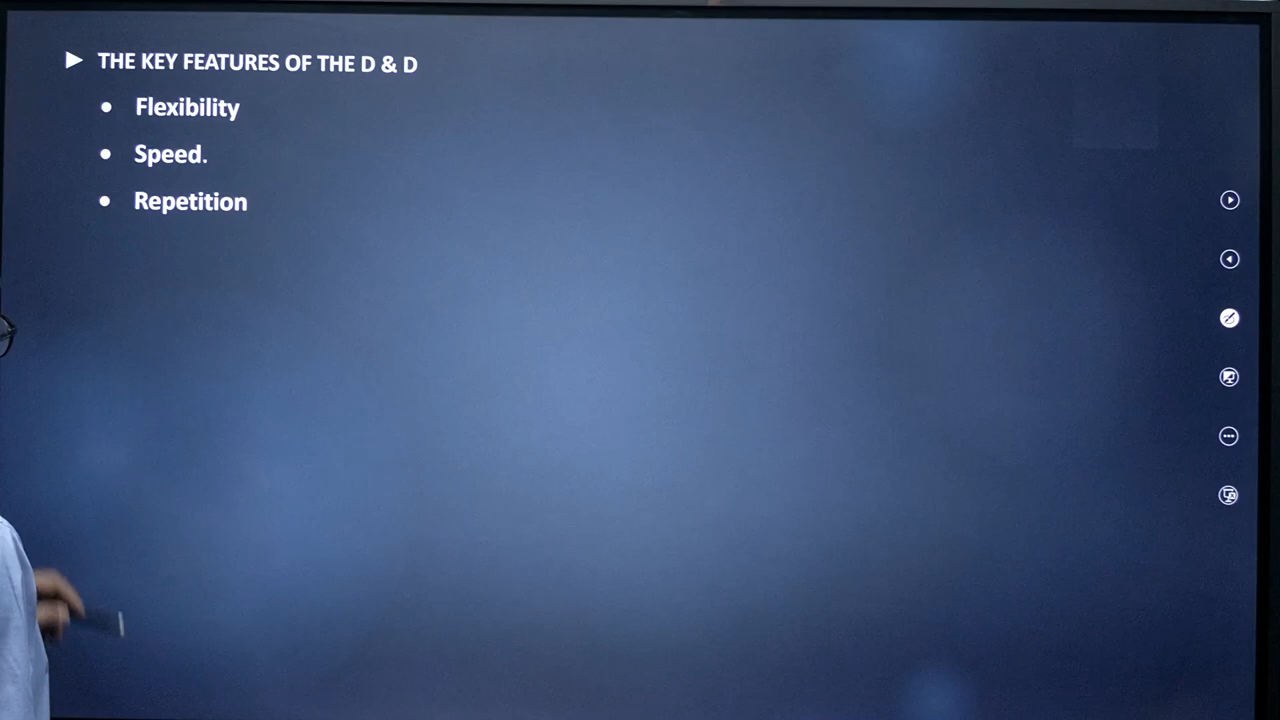 THE KEY FEATURES OF THE D & D
Flexibility
Speed.
Repetition